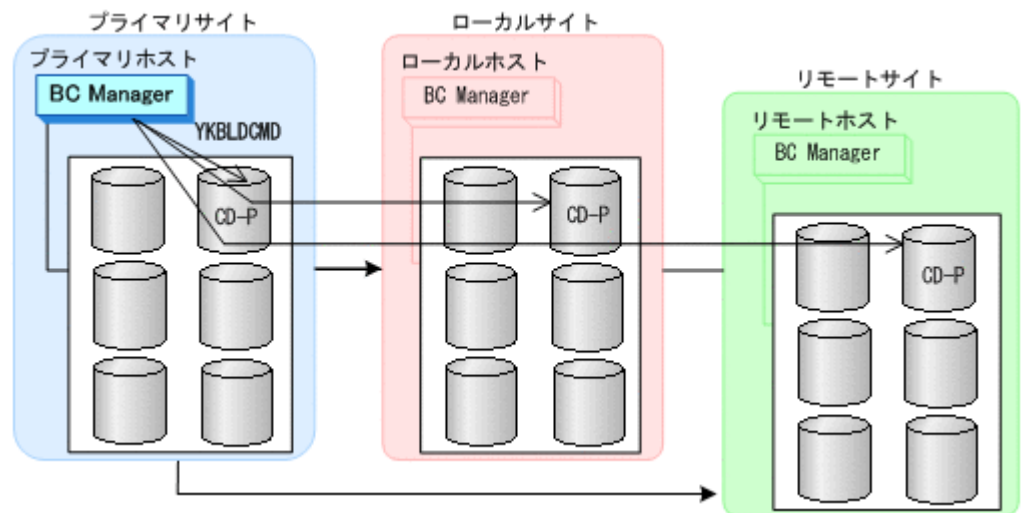 プライマリサイト
プライマリホスト
BC Manager
YKBLDCMD
CD-P
ローカルサイト
ローカルホスト
BC Manager
CD-P
リモートサイト
リモートホスト
BC Manager
CD-P